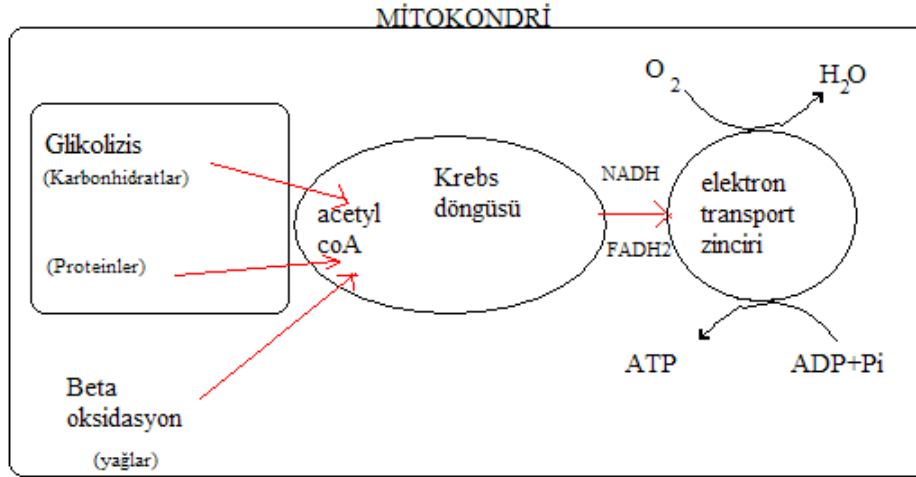 MİTOKONDRİ
O2
H2O
Glikolizis
(Karbonhidratlar)
Krebs
döngüsü
acetyl
coA
(Proteinler)
NADH
FADH2
elektron
transport
zinciri
ATP
ADP+Pi
Beta
oksidasyon
(yağlar)